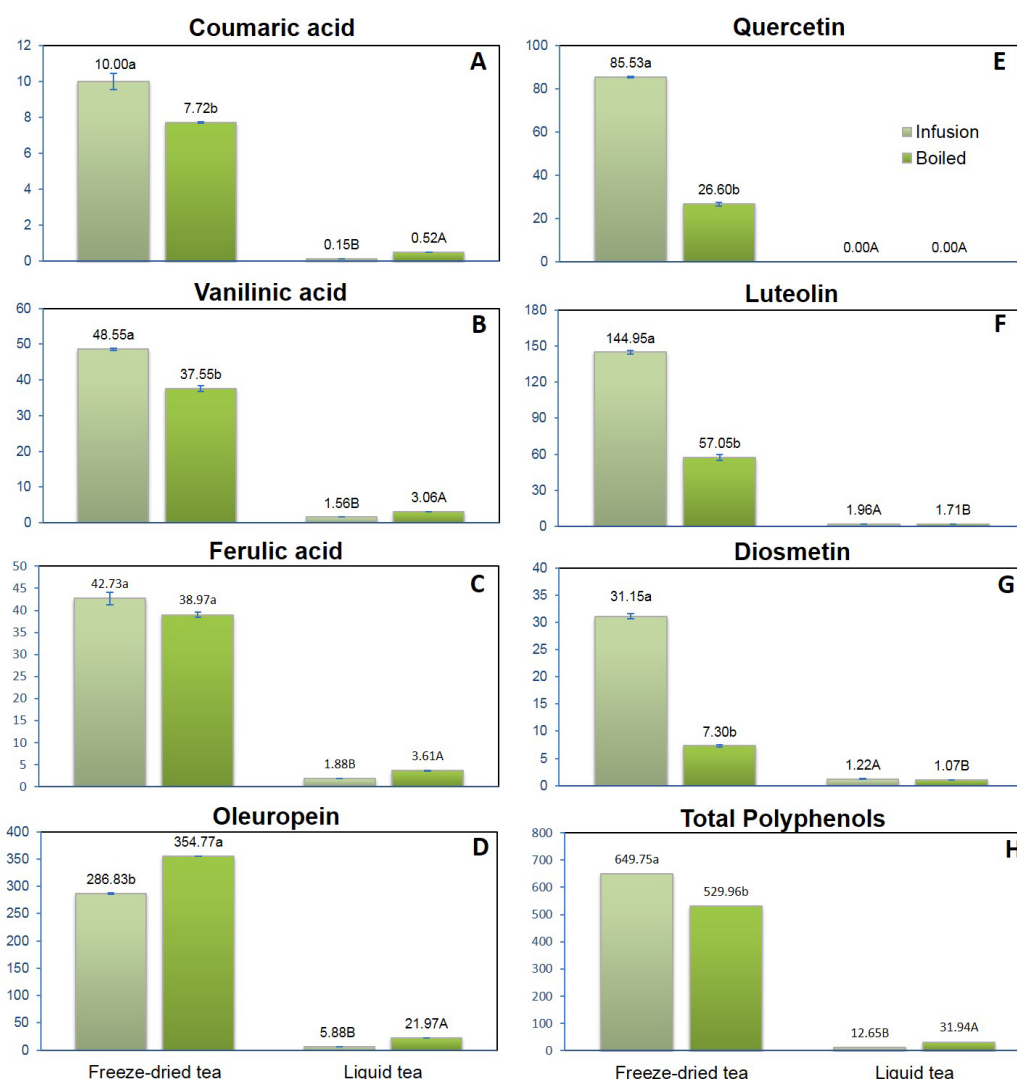 Coumaric acid
A
12
10
8
6
4
2
0
10.00a
7.72b
0.15B
0.52A
Vanilinic acid
B
60
50
40
30
20
10
0
48.55a
37.55b
1.56B
3.06A
Ferulic acid
C
50
45
40
35
30
25
20
15
10
5
0
42.73a
38.97a
1.88B
3.61A
Oleuropein
D
400
350
300
250
200
150
100
50
0
286.83b
354.77a
5.88B
21.97A
Freeze-dried tea
Liquid tea
Quercetin
E
100
80
60
40
20
0
85.53a
26.60b
0.00A
0.00A
Infusion
Boiled
Luteolin
F
180
150
120
90
60
30
0
144.95a
57.05b
1.96A
1.71B
Diosmetin
G
40
35
30
25
20
15
10
5
0
31.15a
7.30b
1.22A
1.07B
Total Polyphenols
H
800
700
600
500
400
300
200
100
0
649.75a
529.96b
12.65B
31.94A
Freeze-dried tea
Liquid tea